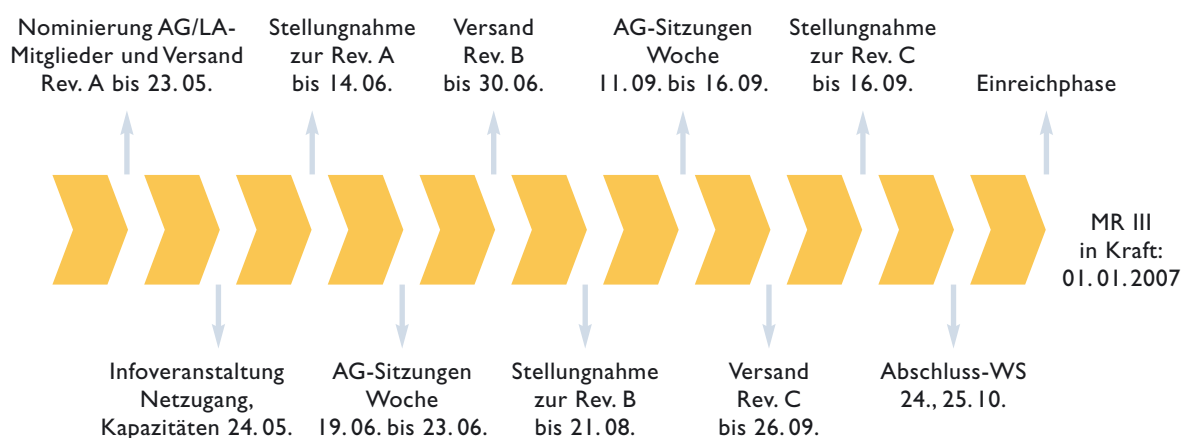 Nominierung AG/LA-
Mitglieder und Versand
Rev. A bis 23.05.
Stellungnahme
zur Rev. A
bis 14.06.
Versand
Rev. B
bis 30.06.
AG-Sitzungen
Woche
11.09. bis 16.09.
Stellungnahme
zur Rev. C
bis 16.09.
Einreichphase
MR III
in Kraft:
01.01.2007
Infoveranstaltung
Netzugang,
Kapazitäten 24.05.
AG-Sitzungen
Woche
19.06. bis 23.06.
Stellungnahme
zur Rev. B
bis 21.08.
Versand
Rev. C
bis 26.09.
Abschluss-WS
24., 25.10.